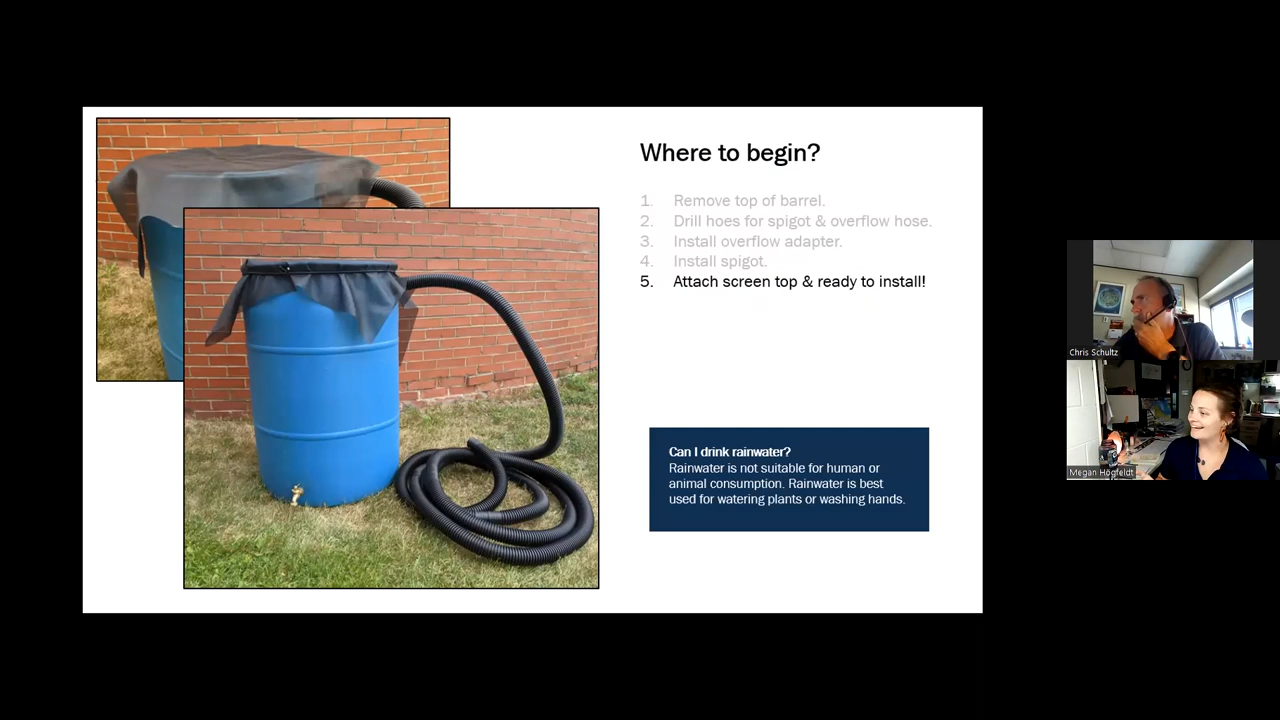 Where to begin?
1. Remove top of barrel.
2. Drill hoes for spigot & overflow hose.
3. Install overflow adapter.
4. Install spigot.
5. Attach screen top & ready to install!
Can I drink rainwater?
Rainwater is not suitable for human or
animal consumption. Rainwater is best
used for watering plants or washing hands.
Chris Schultz
Megan Hogfeldt